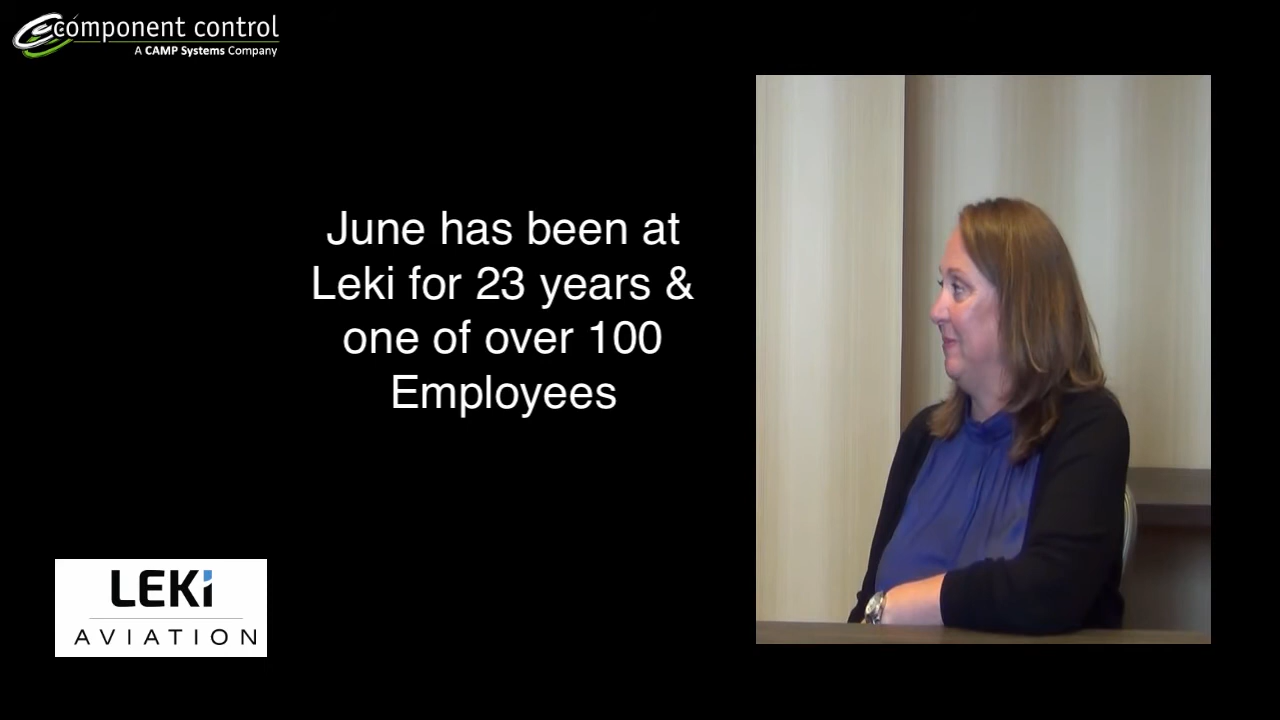 component control
A CAMP Systems Company
June has been at
Leki for 23 years &
one of over 100
Employees
LEKi
AVIATION